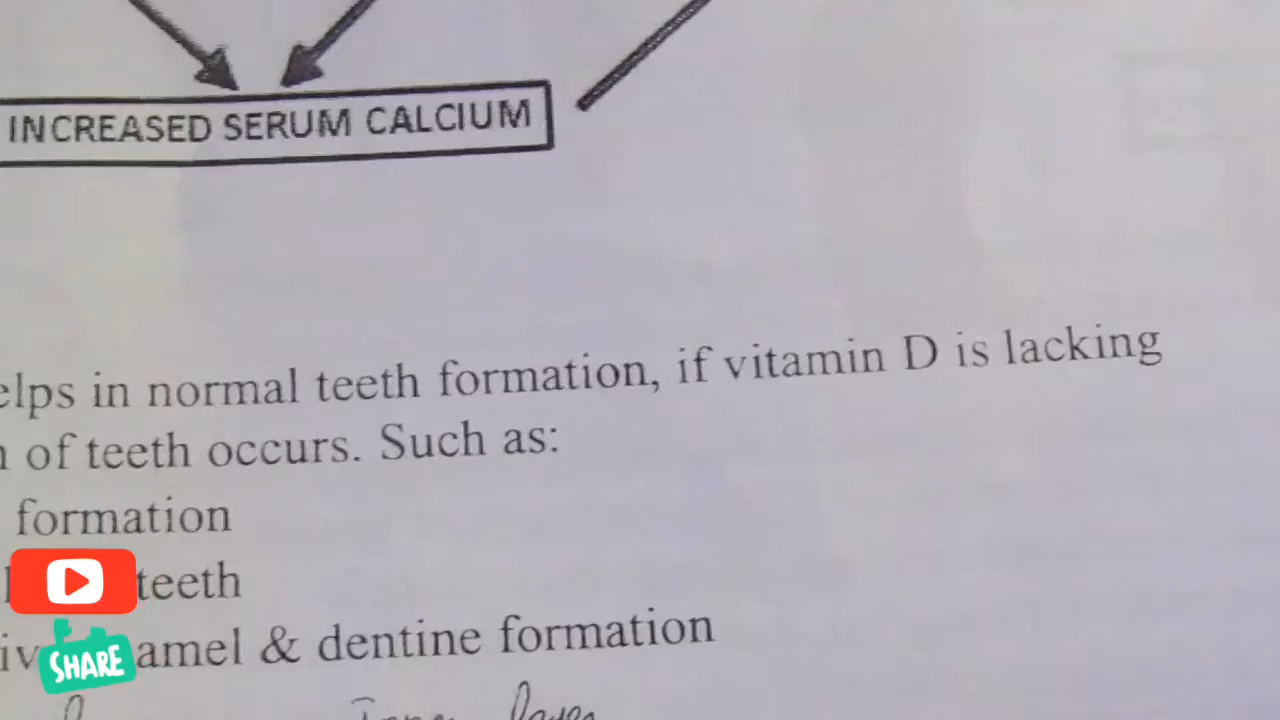 INCREASED SERUM CALCIUM
elps in normal teeth formation, if vitamin D is lacking
of teeth occurs. Such as:
formation
teeth
amel & dentine formation
SHARE